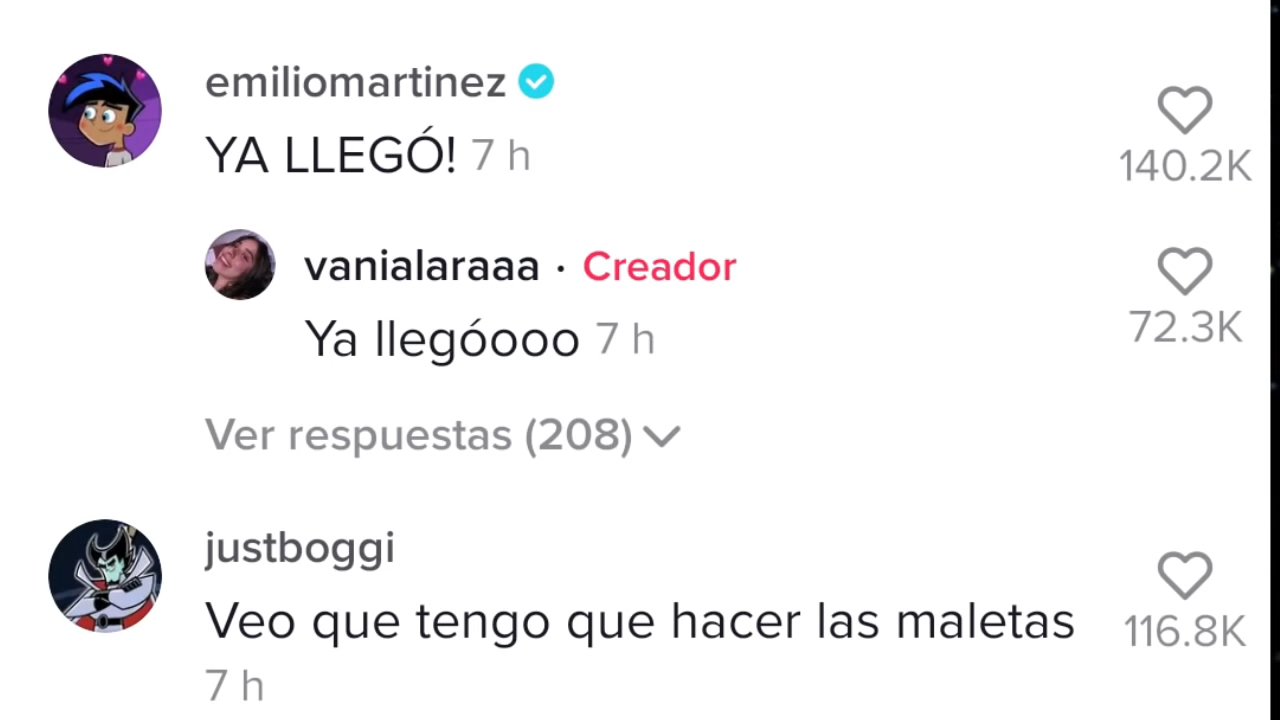 emiliomartinez
YA LLEGÓ! 7 h
140.2K
vanialaraaa · Creador
Ya llegóooo 7 h
72.3K
Ver respuestas (208)
justboggi
Veo que tengo que hacer las maletas
7 h
116.8K